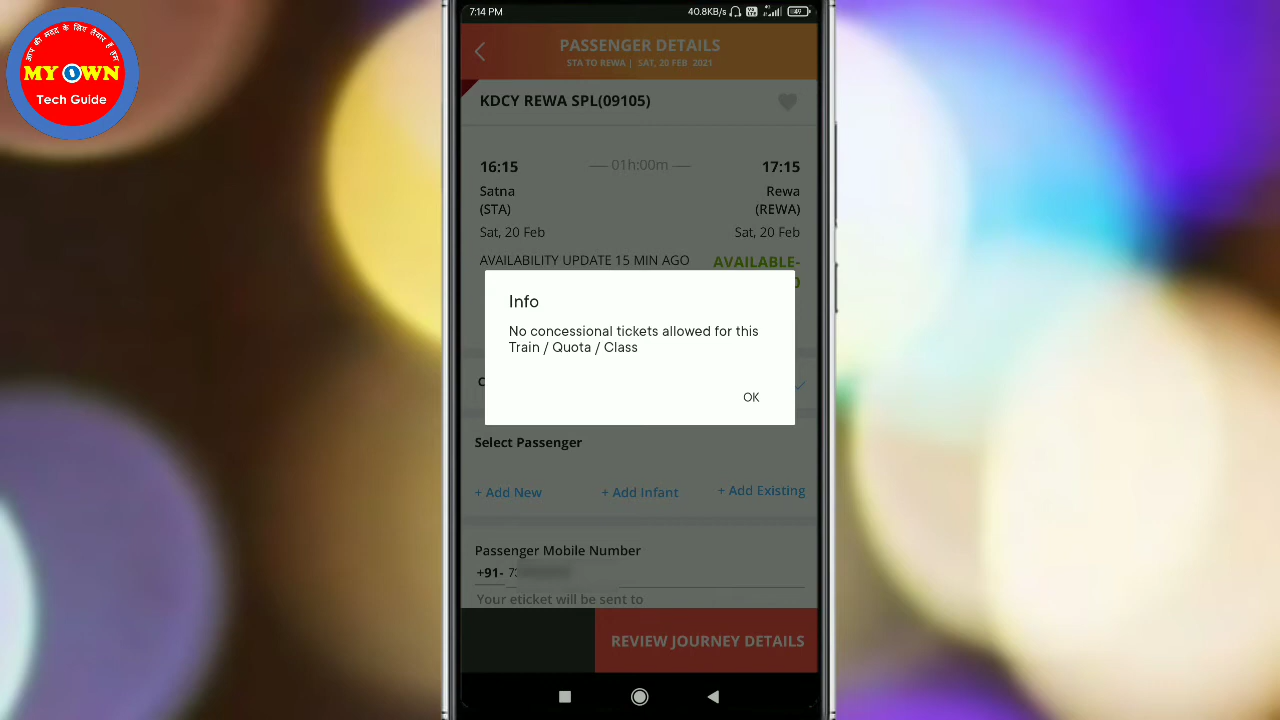 आप की मदद के लिए तैयार हैं हम
MY OWN
Tech Guide
7:14 PM
40.8KB/s
49
PASSENGER DETAILS
STA TO REWA | SAT, 20 FEB 2021
KDCY REWA SPL(09105)
16:15
01h:00m
17:15
Satna
(STA)
Rewa
(REWA)
Sat, 20 Feb
Sat, 20 Feb
AVAILABILITY UPDATE 15 MIN AGO
AVAILABLE-
Info
No concessional tickets allowed for this
Train / Quota / Class
OK
Select Passenger
+ Add New
+ Add Infant
+ Add Existing
Passenger Mobile Number
+91-
Your eticket will be sent to
REVIEW JOURNEY DETAILS